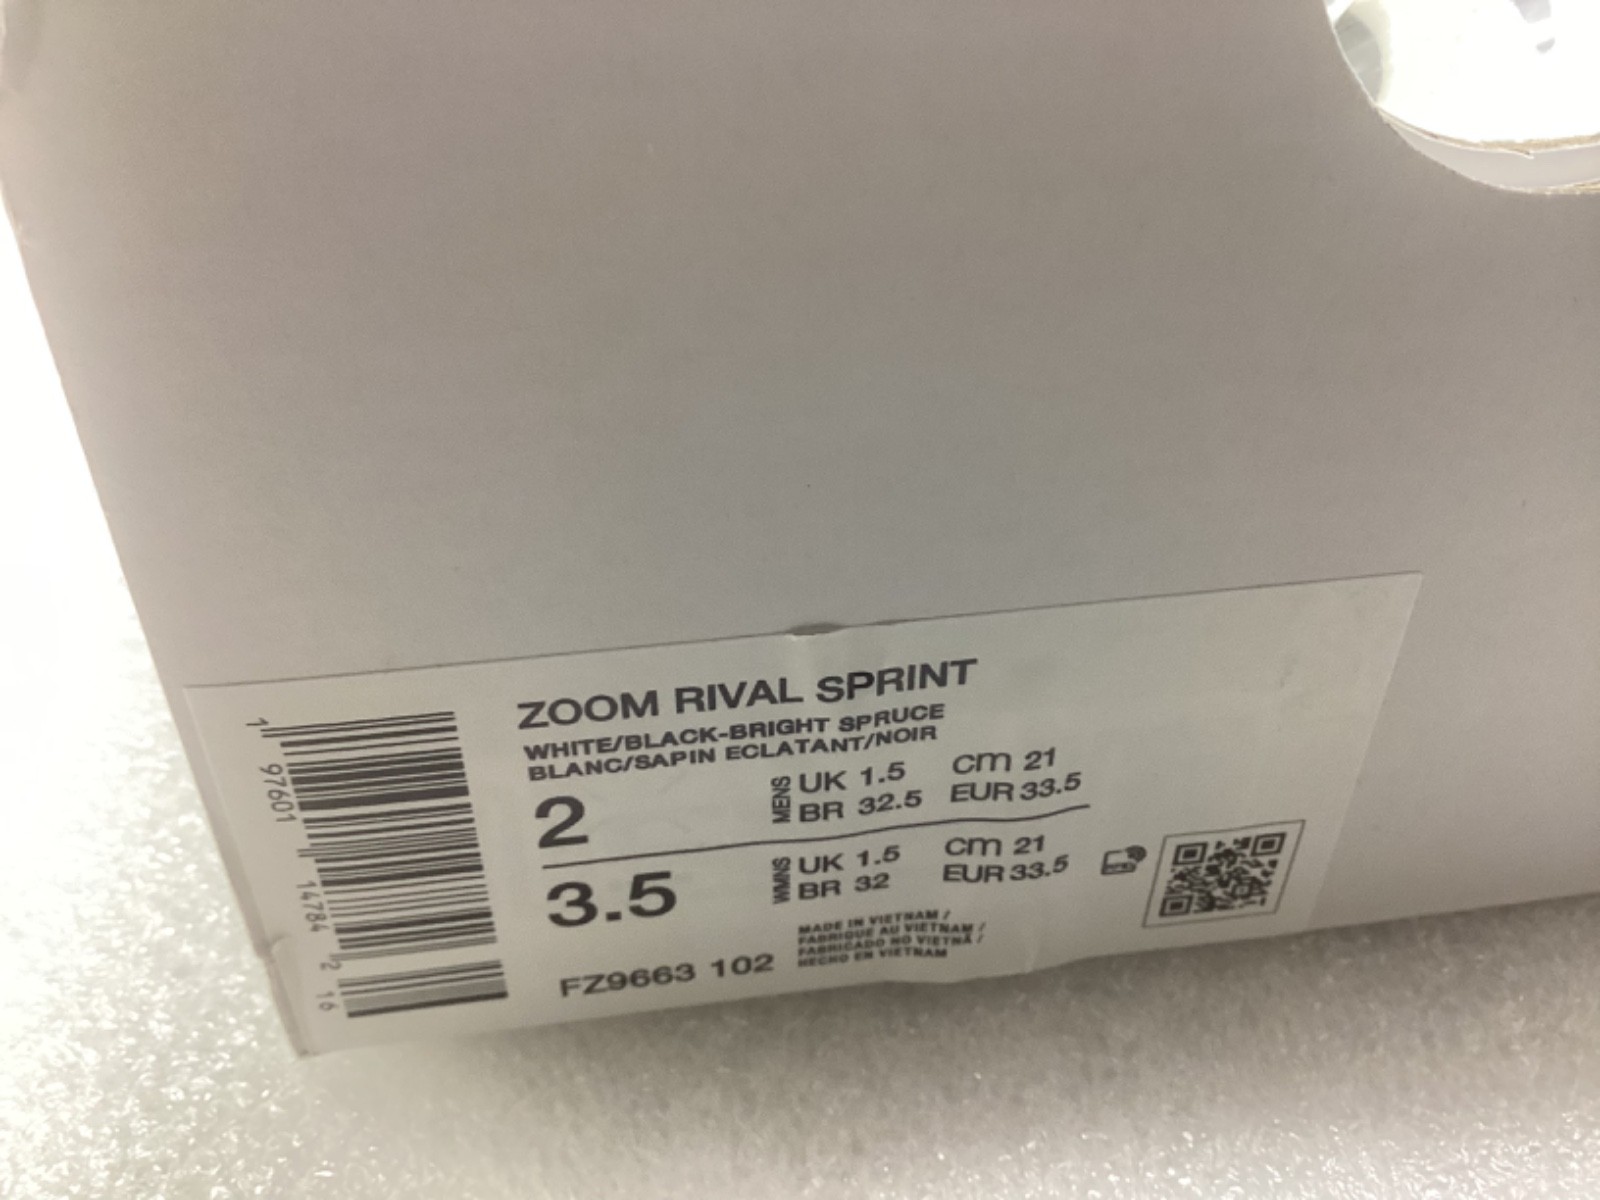 ZOOM RIVAL SPRINT
WHITE/BLACK-BRIGHT SPRUCE
BLANC/SAPIN ECLATANT/NOIR
2 MENS UK 1.5 cm 21
BR 32.5 EUR 33.5
3.5 WMNS UK 1.5 cm 21
BR 32 EUR 33.5
FZ9663 102
MADE IN VIETNAM /
FABRIQUE AU VIETNAM /
FABRICADO NO VIETNÃ /
HECHO EN VIETNAM
1 97601 14784 2 16